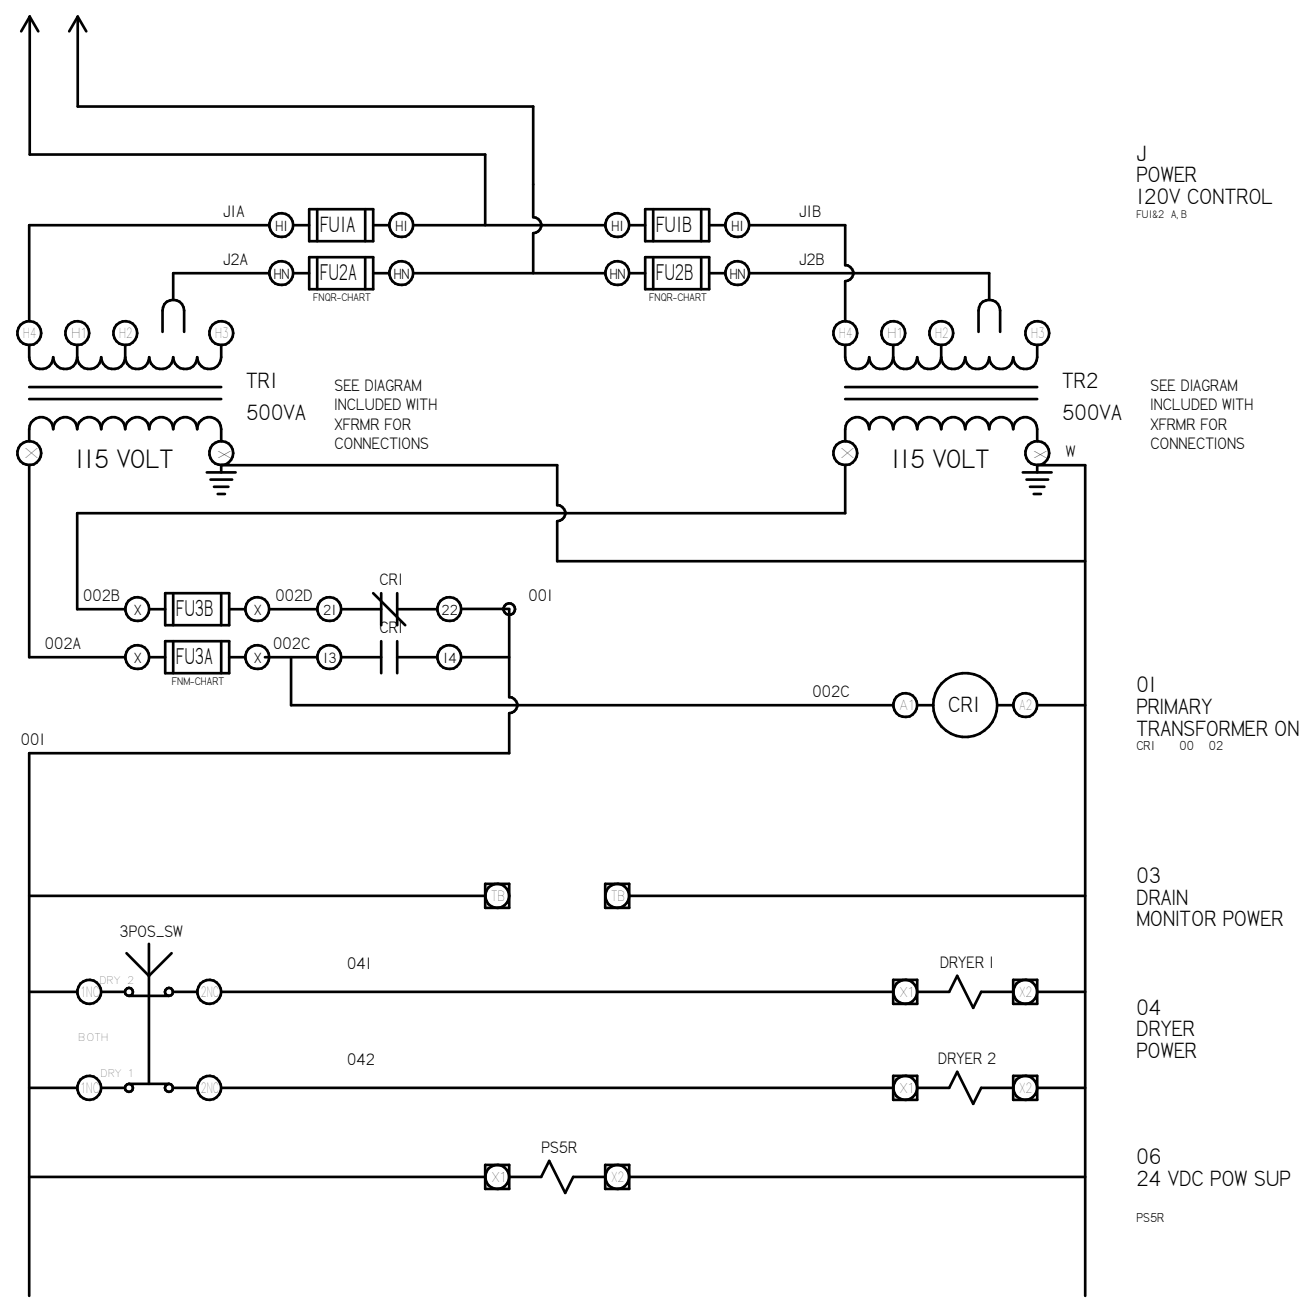 J
POWER
120V CONTROL
FU1&2 A,B
J1A
H1
FU1A
H1
H1
FU1B
H1
J1B
J2A
HN
FU2A
HN
HN
FU2B
HN
J2B
FNQR-CHART
FNQR-CHART
H4
H1
H2
H3
H4
H1
H2
H3
TR1
500VA
SEE DIAGRAM
INCLUDED WITH
XFRMR FOR
CONNECTIONS
TR2
500VA
SEE DIAGRAM
INCLUDED WITH
XFRMR FOR
CONNECTIONS
X
115 VOLT
X
X
115 VOLT
X
W
CR1
002B
X
FU3B
X
002D
21
22
001
CR1
002A
X
FU3A
X
002C
13
14
FNM-CHART
002C
A1
CR1
A2
01
PRIMARY
TRANSFORMER ON
CR1 00 02
001
TB
TB
03
DRAIN
MONITOR POWER
3POS_SW
DRY 2
1NO
2NO
041
DRYER 1
X1
X2
BOTH
04
DRYER
POWER
DRY 1
1NO
2NO
042
DRYER 2
X1
X2
PS5R
X1
X2
06
24 VDC POW SUP
PS5R